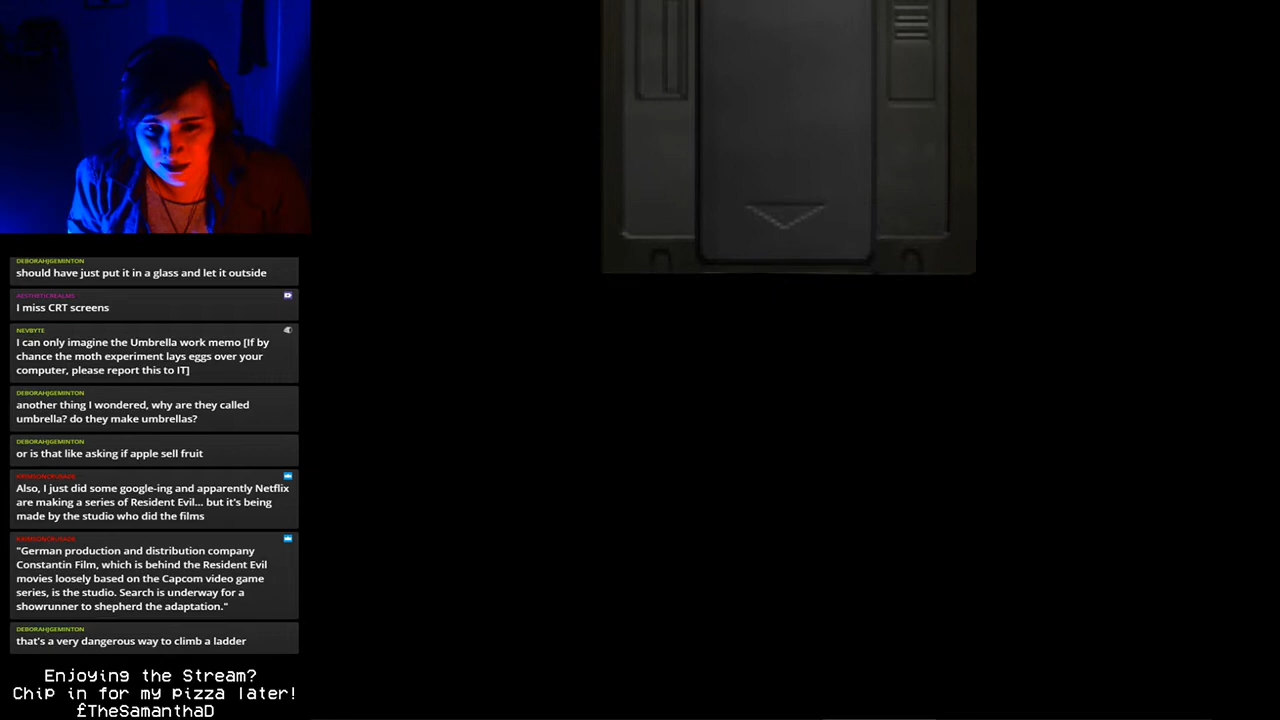 DEBORAHJGEMINTON
should have just put it in a glass and let it outside
AESTHETICREALMS
I miss CRT screens
NEVBYTE
I can only imagine the Umbrella work memo [If by
chance the moth experiment lays eggs over your
computer, please report this to IT]
DEBORAHJGEMINTON
another thing I wondered, why are they called
umbrella? do they make umbrellas?
DEBORAHJGEMINTON
or is that like asking if apple sell fruit
Also, I just did some google-ing and apparently Netflix
are making a series of Resident Evil... but it's being
made by the studio who did the films
"German production and distribution company
Constantin Film, which is behind the Resident Evil
movies loosely based on the Capcom video game
series, is the studio. Search is underway for a
showrunner to shepherd the adaptation."
DEBORAHJGEMINTON
that's a very dangerous way to climb a ladder
Enjoying the Stream?
Chip in for my pizza later!
£TheSamanthaD